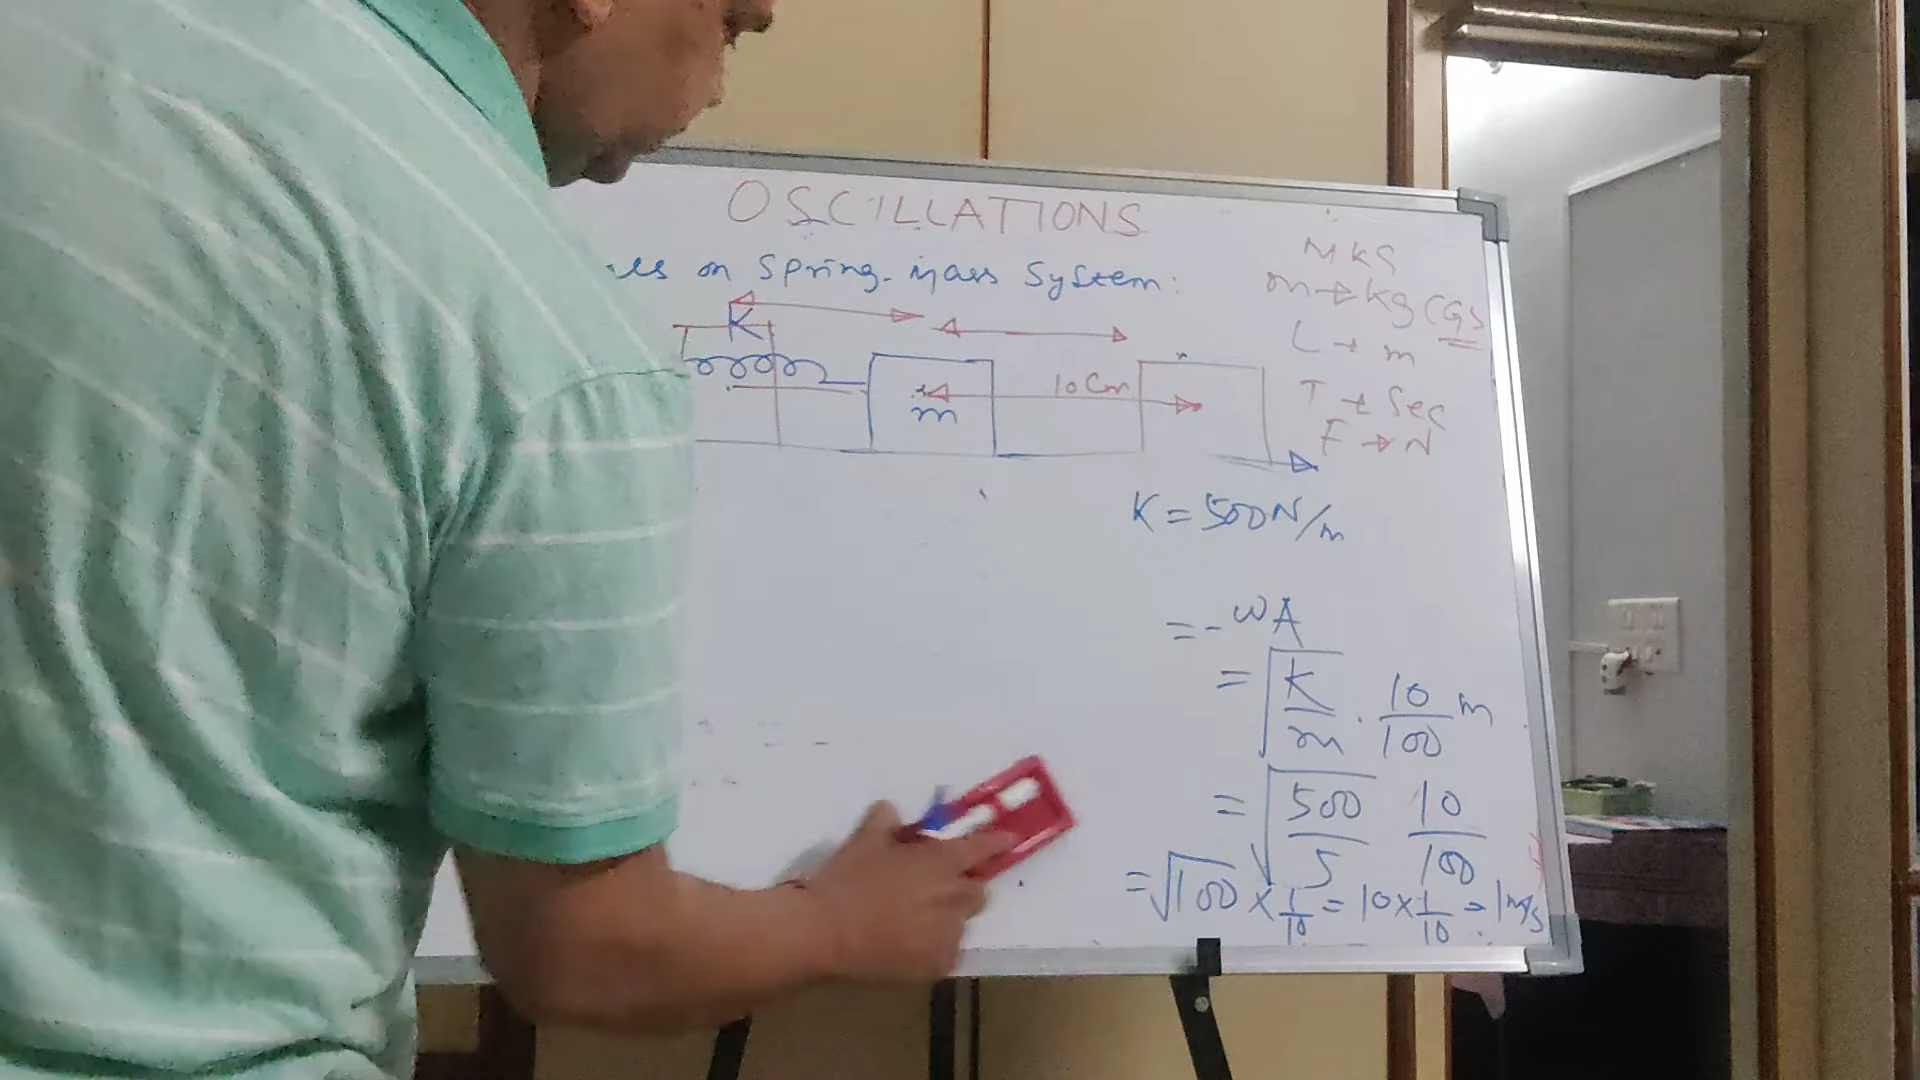 OSCILLATIONS
on Spring-mass System:
K
m
10 Cm
MKS
m → kg CGS
L → m
T → Sec
F → N
K = 500 N/m
= -ωA
= √(K/m) . 10/100 m
= √(500/5) 10/100
= √100 × 1/10 = 10 × 1/10 = 1 m/s